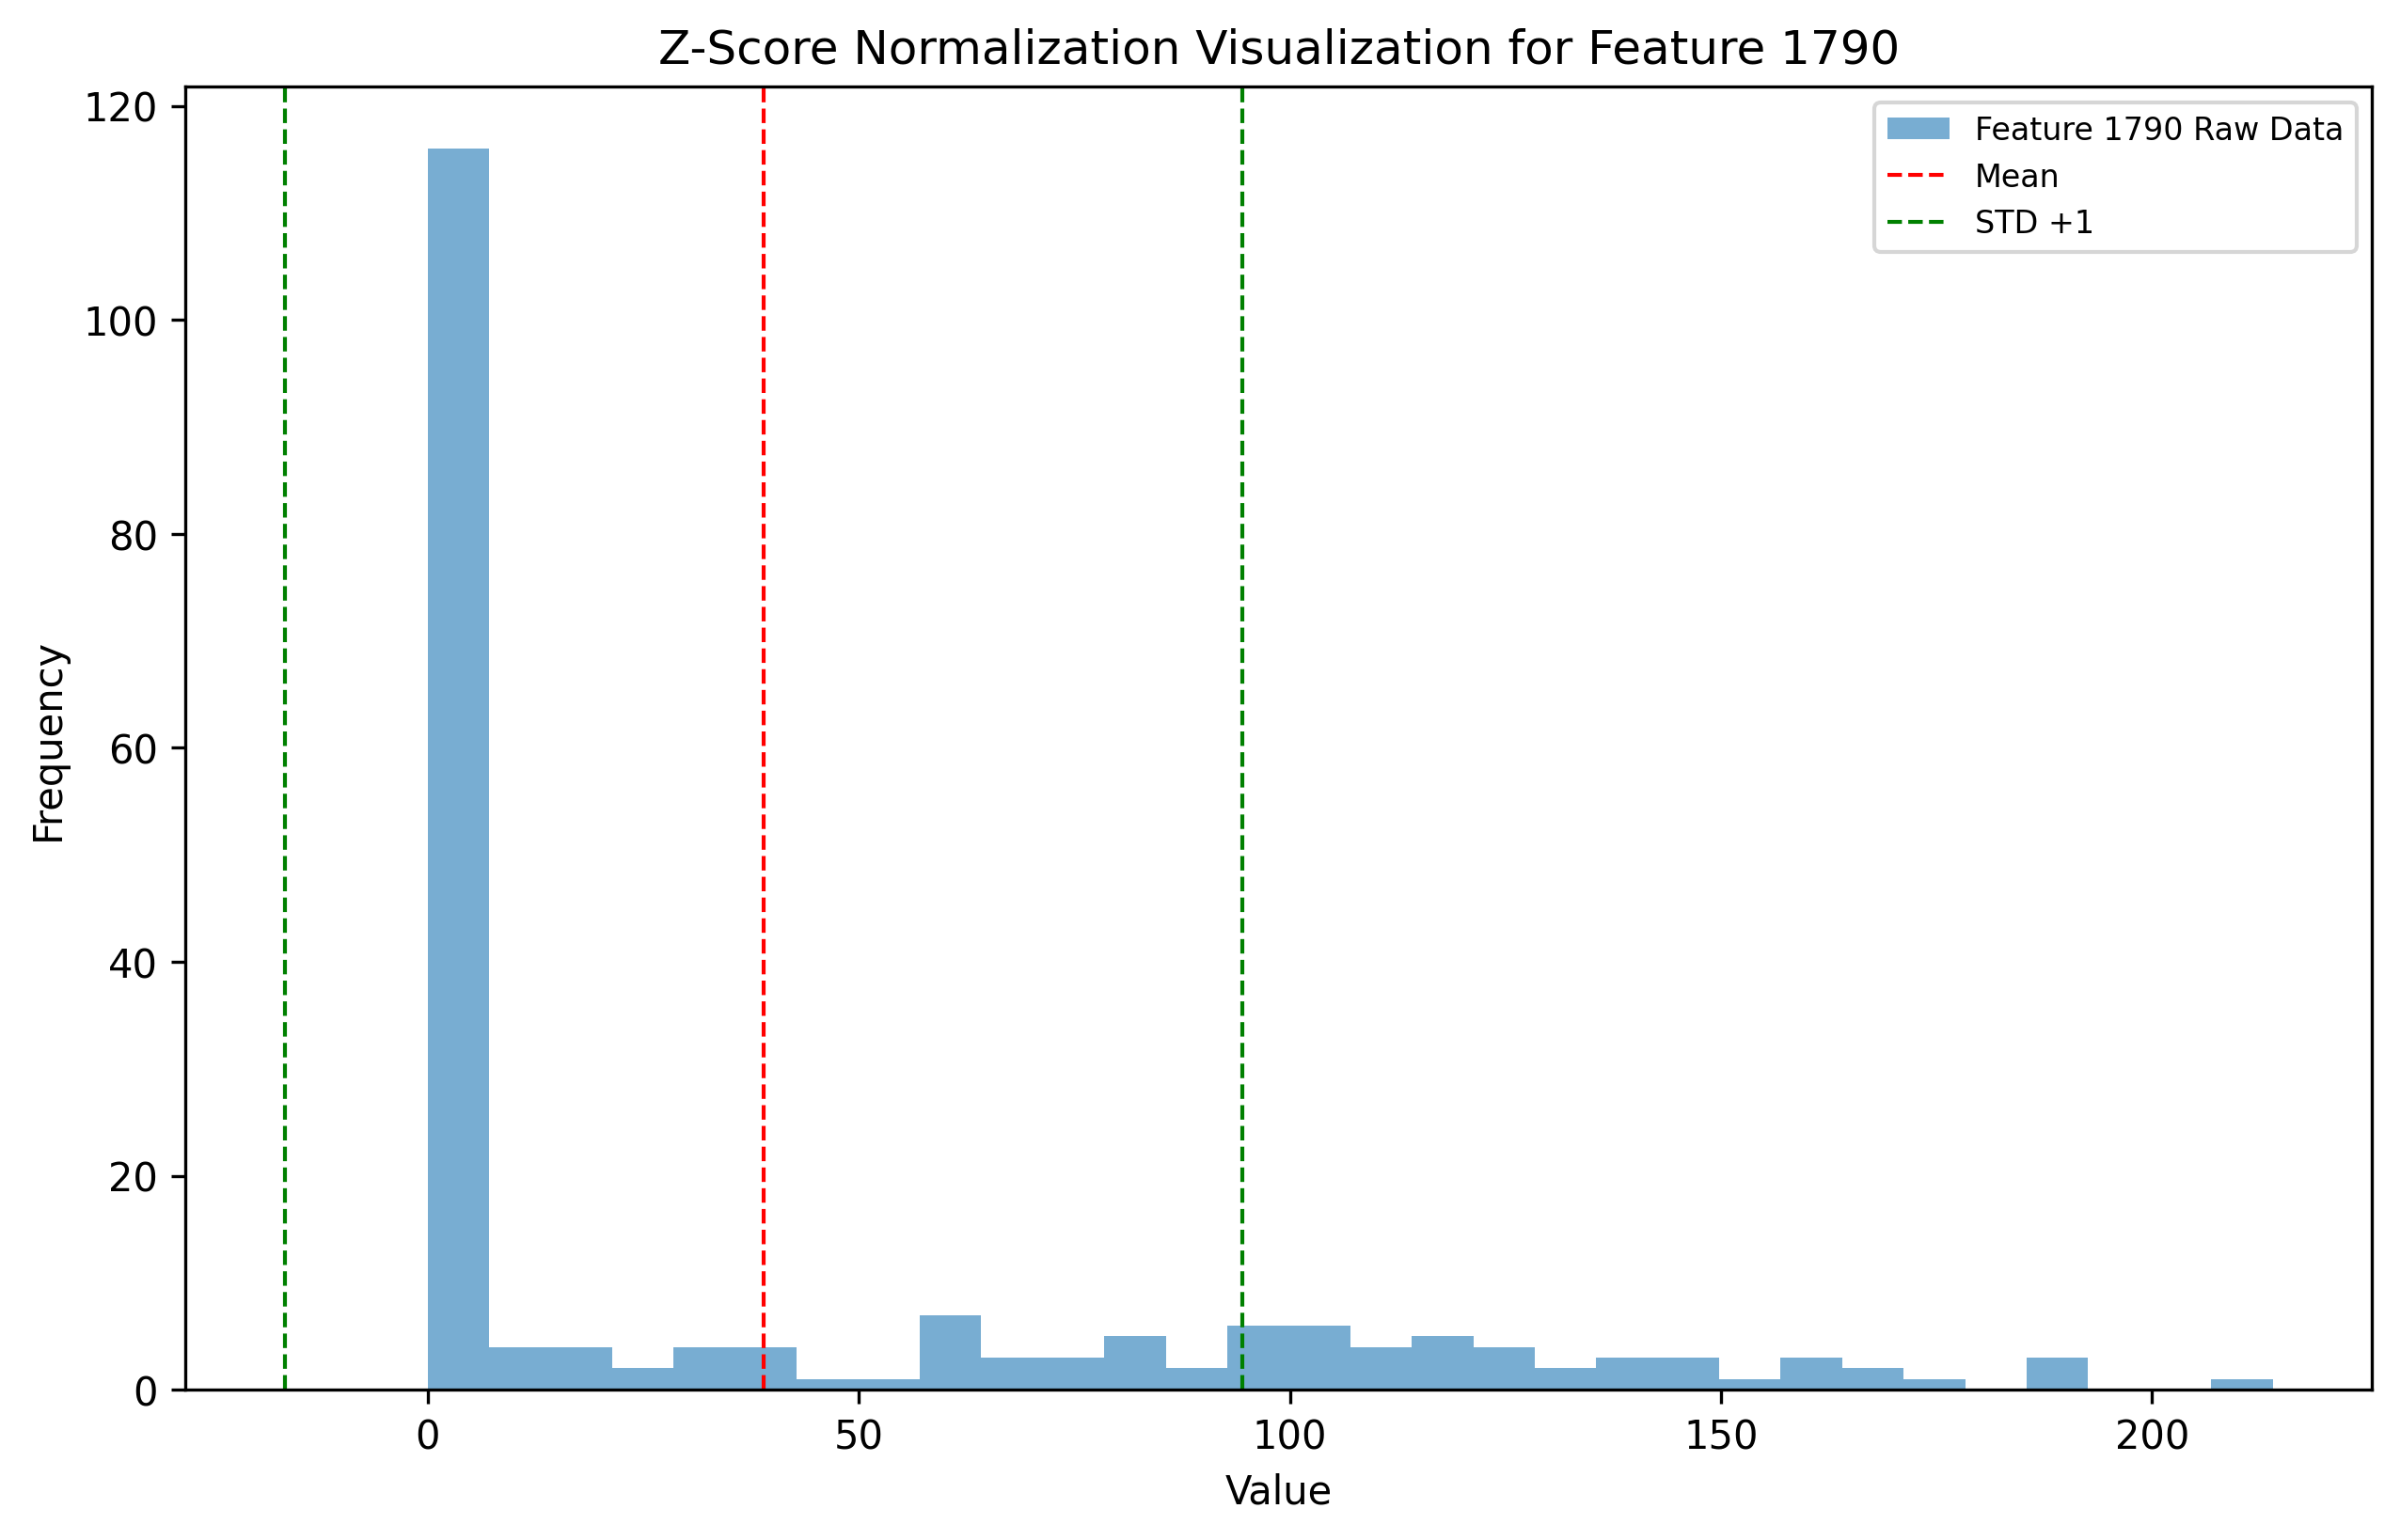 Z-Score Normalization Visualization for Feature 1790
Feature 1790 Raw Data
Mean
STD +1
Frequency
120
100
80
60
40
20
0
0 50 100 150 200
Value